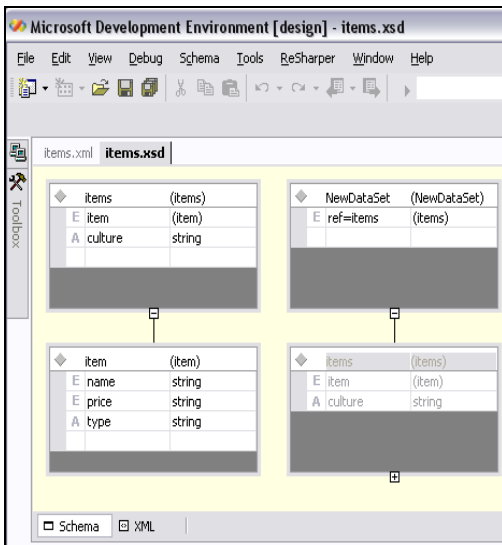 Microsoft Development Environment [design] - items.xsd
File Edit View Debug Schema Tools ReSharper Window Help
items.xml items.xsd
Toolbox
items (items)
E item (item)
A culture string
NewDataSet (NewDataSet)
E ref=items (items)
item (item)
E name string
E price string
A type string
items (items)
E item (item)
A culture string
Schema XML